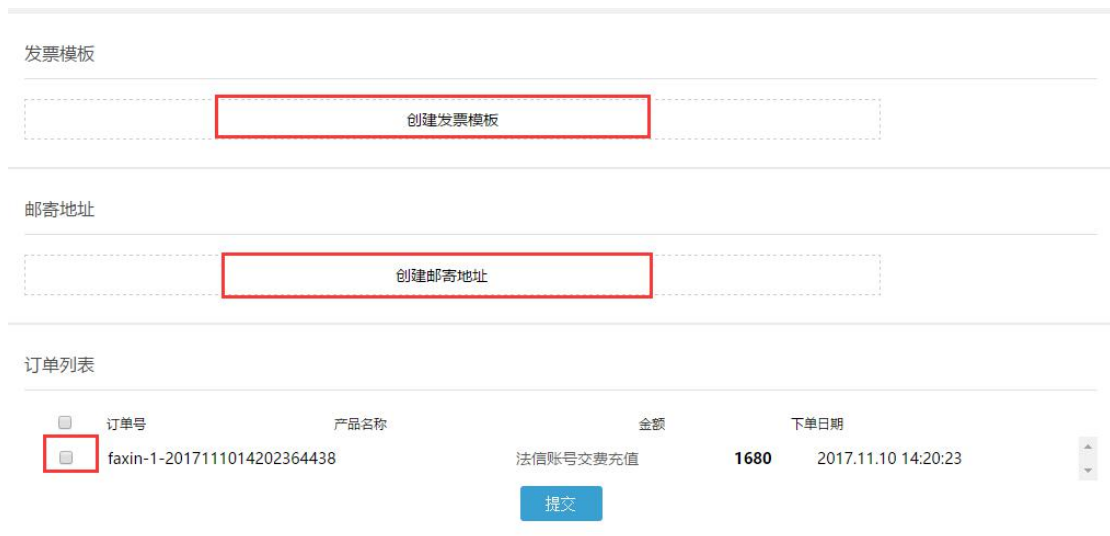 发票模板
创建发票模板
邮寄地址
创建邮寄地址
订单列表
订单号 产品名称 金额 下单日期
faxin-1-2017111014202364438 法信账号交费充值 1680 2017.11.10 14:20:23
提交